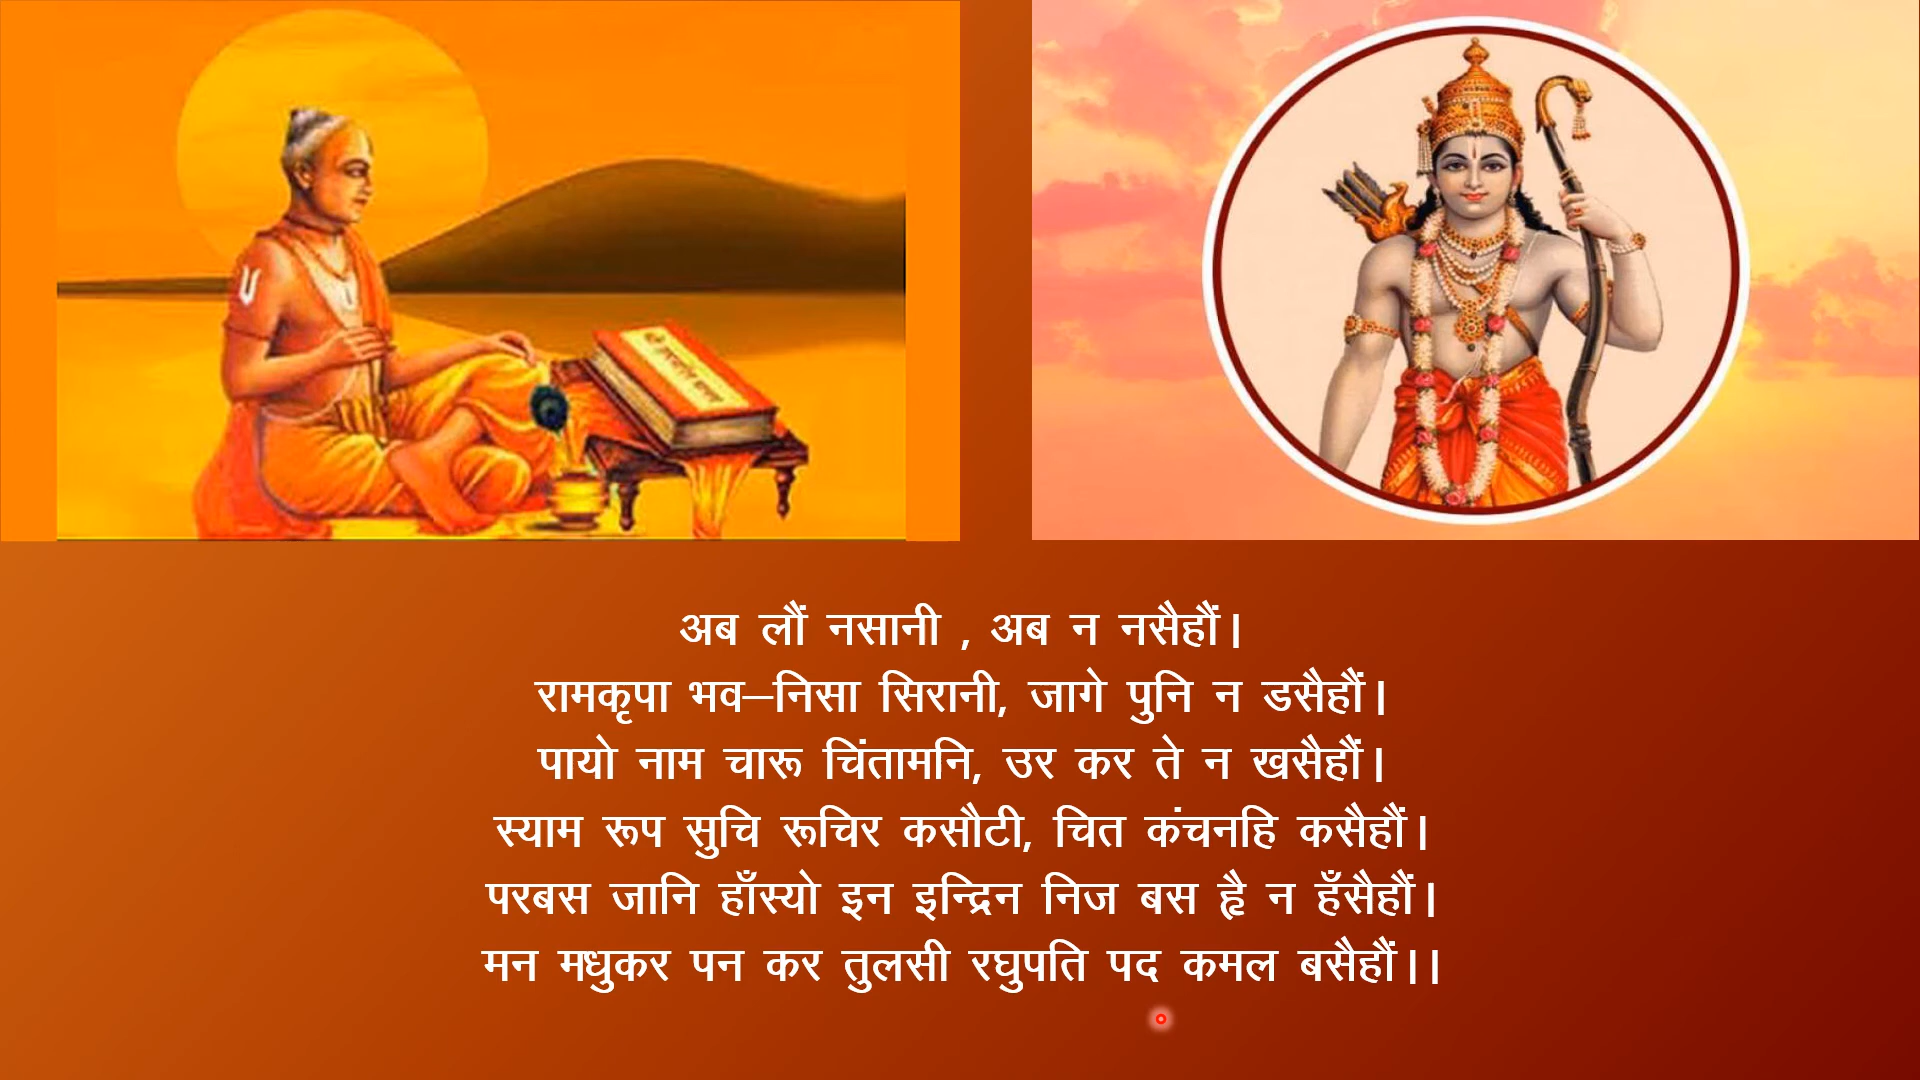 अब लौं नसानी , अब न नसैहौं।
रामकृपा भव–निसा सिरानी, जागे पुनि न डसैहौं।
पायो नाम चारू चिंतामनि, उर कर ते न खसैहौं।
स्याम रूप सुचि रूचिर कसौटी, चित कंचनहि कसैहौं।
परबस जानि हाँस्यो इन इन्द्रिन निज बस ह्वै न हँसैहौं।
मन मधुकर पन कर तुलसी रघुपति पद कमल बसैहौं।।